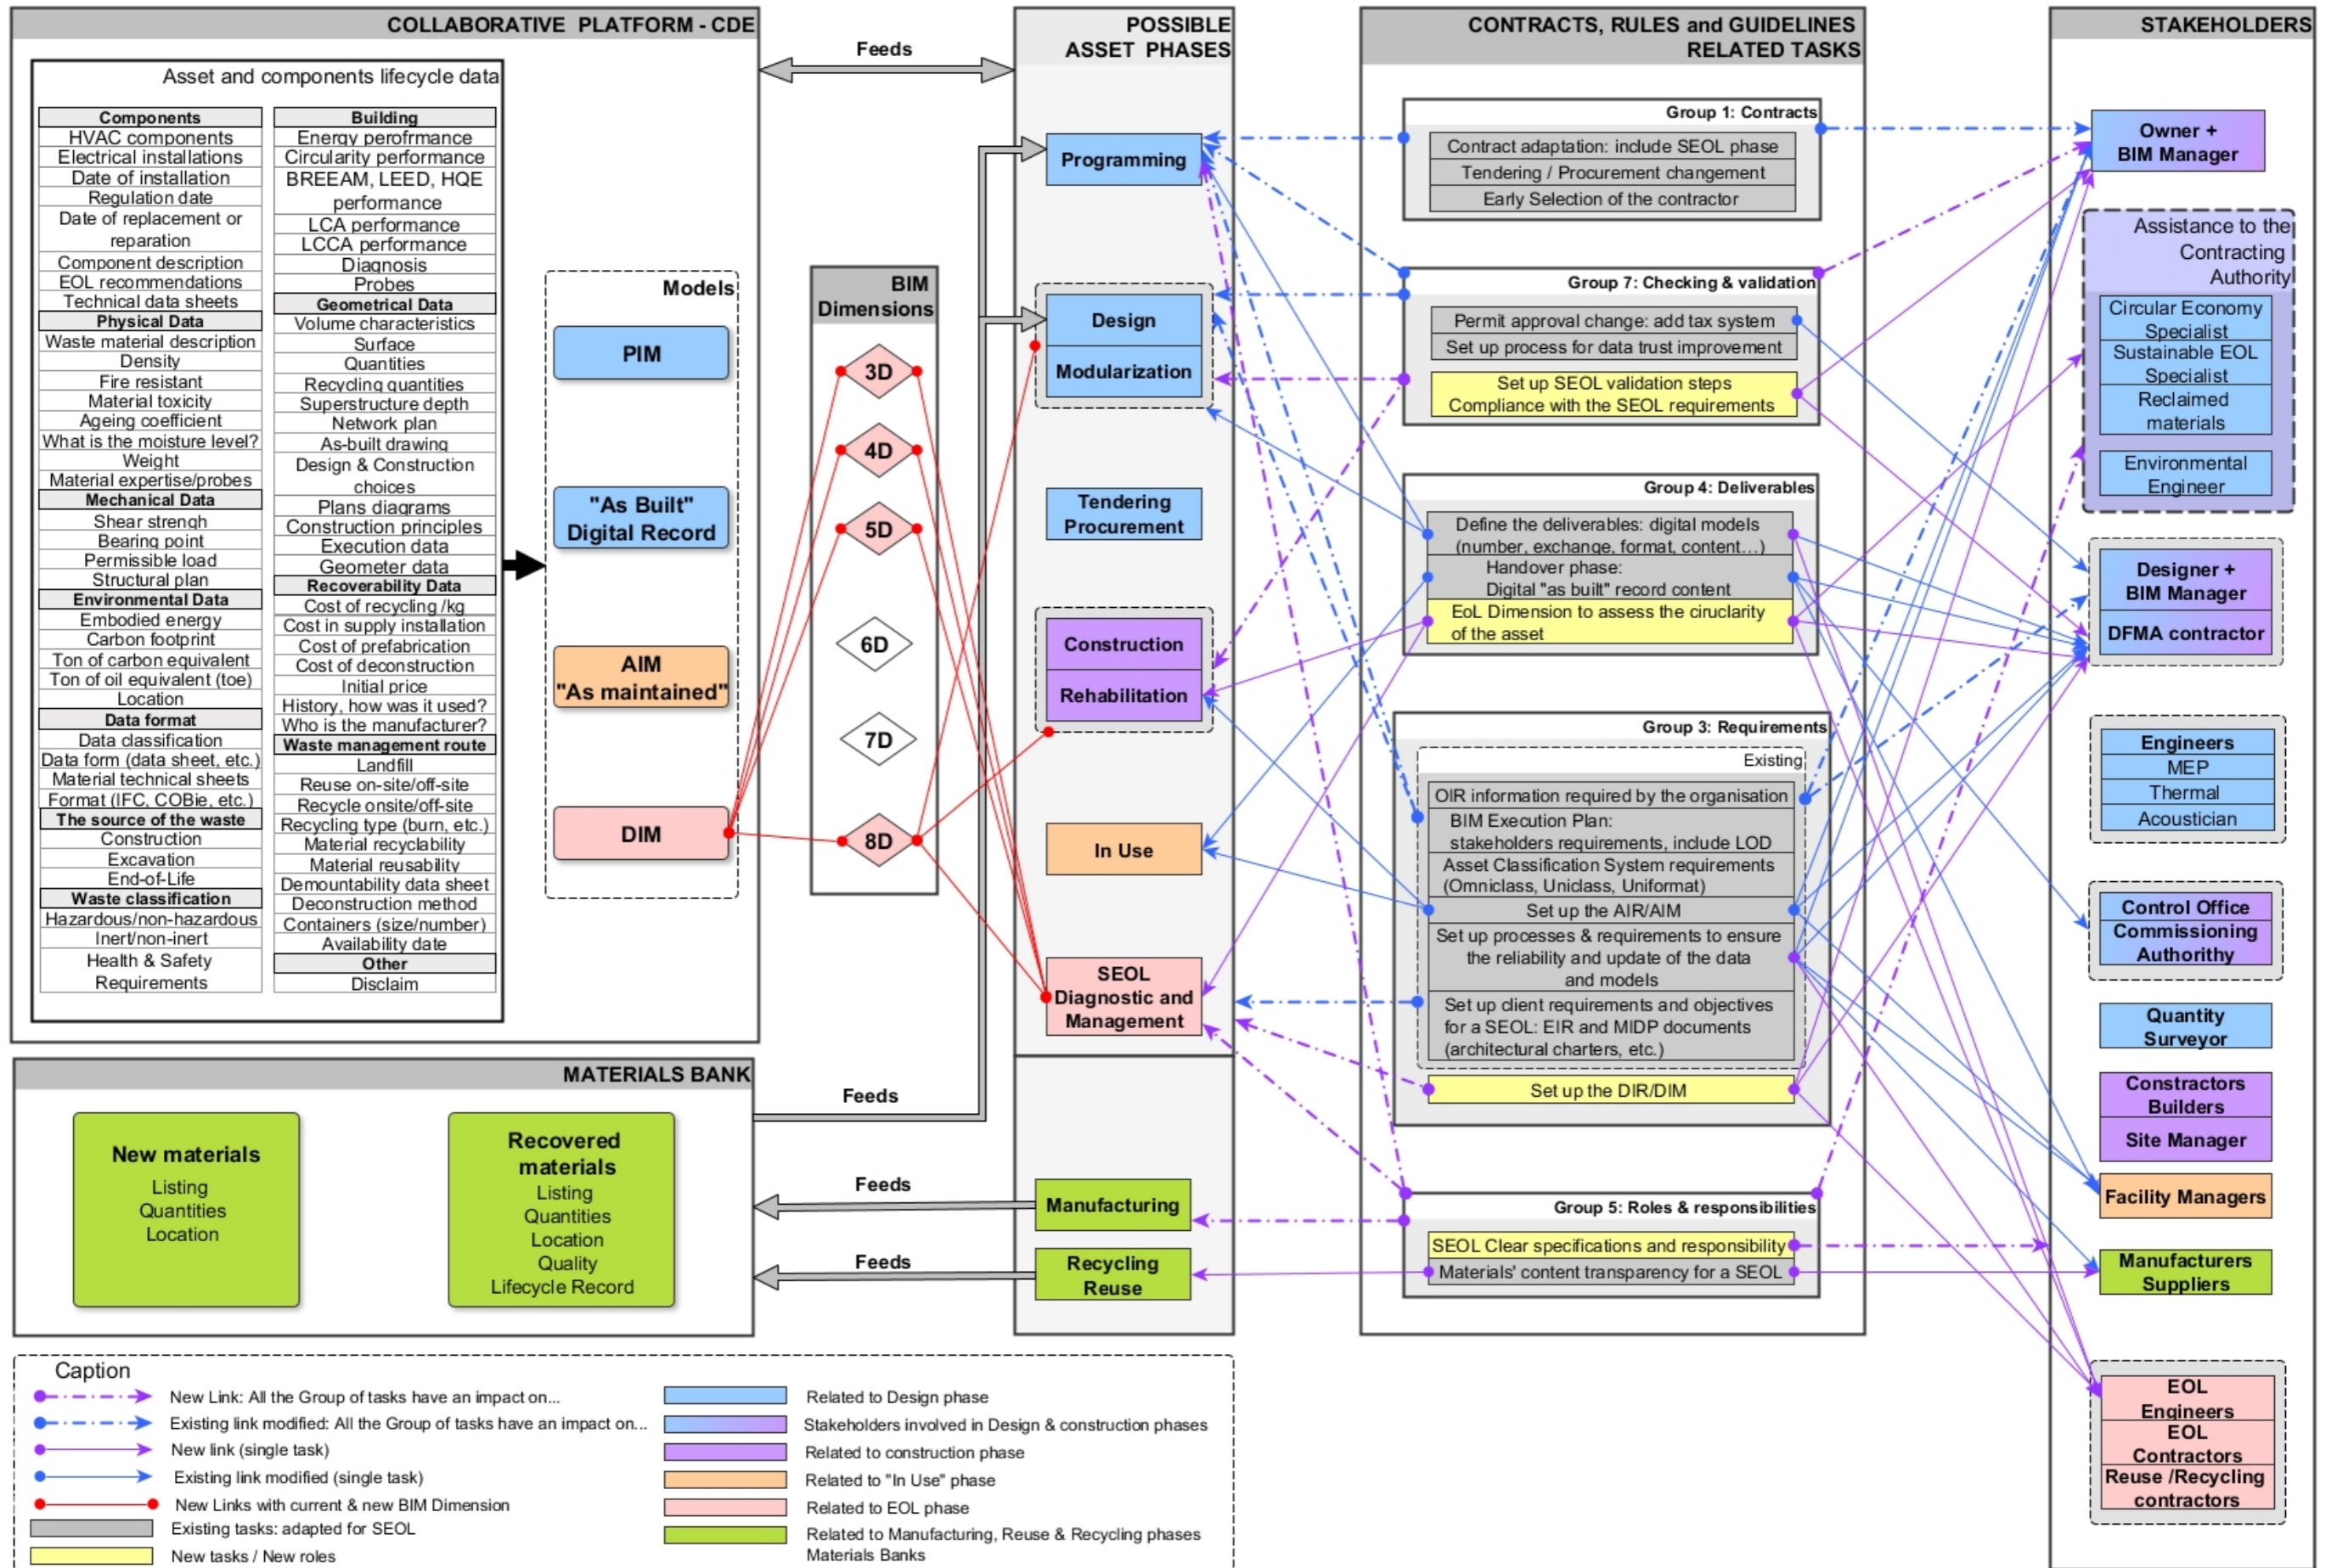 COLLABORATIVE PLATFORM - CDE
Asset and components lifecycle data
Components
HVAC components
Electrical installations
Date of installation
Regulation date
Date of replacement or
reparation
Component description
EOL recommendations
Technical data sheets
Physical Data
Waste material description
Density
Fire resistant
Material toxicity
Ageing coefficient
What is the moisture level?
Weight
Material expertise/probes
Mechanical Data
Shear strengh
Bearing point
Permissible load
Structural plan
Environmental Data
Embodied energy
Carbon footprint
Ton of carbon equivalent
Ton of oil equivalent (toe)
Location
Data format
Data classification
Data form (data sheet, etc.)
Material technical sheets
Format (IFC, COBie, etc.)
The source of the waste
Construction
Excavation
End-of-Life
Waste classification
Hazardous/non-hazardous
Inert/non-inert
Health & Safety
Requirements
Building
Energy perofrmance
Circularity performance
BREEAM, LEED, HQE
performance
LCA performance
LCCA performance
Diagnosis
Probes
Geometrical Data
Volume characteristics
Surface
Quantities
Recycling quantities
Superstructure depth
Network plan
As-built drawing
Design & Construction
choices
Plans diagrams
Construction principles
Execution data
Geometer data
Recoverability Data
Cost of recycling /kg
Cost in supply installation
Cost of prefabrication
Cost of deconstruction
Initial price
History, how was it used?
Who is the manufacturer?
Waste management route
Landfill
Reuse on-site/off-site
Recycle onsite/off-site
Recycling type (burn, etc.)
Material recyclability
Material reusability
Demountability data sheet
Deconstruction method
Containers (size/number)
Availability date
Other
Disclaim
Models
PIM
"As Built"
Digital Record
AIM
"As maintained"
DIM
BIM
Dimensions
3D
4D
5D
6D
7D
8D
Feeds
POSSIBLE
ASSET PHASES
Programming
Design
Modularization
Tendering
Procurement
Construction
Rehabilitation
In Use
SEOL
Diagnostic and
Management
Manufacturing
Recycling
Reuse
CONTRACTS, RULES and GUIDELINES
RELATED TASKS
Group 1: Contracts
Contract adaptation: include SEOL phase
Tendering / Procurement changement
Early Selection of the contractor
Group 7: Checking & validation
Permit approval change: add tax system
Set up process for data trust improvement
Set up SEOL validation steps
Compliance with the SEOL requirements
Group 4: Deliverables
Define the deliverables: digital models
(number, exchange, format, content...)
Handover phase:
Digital "as built" record content
EoL Dimension to assess the ciruclarity
of the asset
Group 3: Requirements
Existing
OIR information required by the organisation
BIM Execution Plan:
stakeholders requirements, include LOD
Asset Classification System requirements
(Omniclass, Uniclass, Uniformat)
Set up the AIR/AIM
Set up processes & requirements to ensure
the reliability and update of the data
and models
Set up client requirements and objectives
for a SEOL: EIR and MIDP documents
(architectural charters, etc.)
Set up the DIR/DIM
Group 5: Roles & responsibilities
SEOL Clear specifications and responsibility
Materials' content transparency for a SEOL
STAKEHOLDERS
Owner +
BIM Manager
Assistance to the
Contracting
Authority
Circular Economy
Specialist
Sustainable EOL
Specialist
Reclaimed
materials
Environmental
Engineer
Designer +
BIM Manager
DFMA contractor
Engineers
MEP
Thermal
Acoustician
Control Office
Commissioning
Authorithy
Quantity
Surveyor
Constractors
Builders
Site Manager
Facility Managers
Manufacturers
Suppliers
EOL
Engineers
EOL
Contractors
Reuse /Recycling
contractors
MATERIALS BANK
New materials
Listing
Quantities
Location
Recovered
materials
Listing
Quantities
Location
Quality
Lifecycle Record
Feeds
Feeds
Feeds
Caption
New Link: All the Group of tasks have an impact on...
Existing link modified: All the Group of tasks have an impact on...
New link (single task)
Existing link modified (single task)
New Links with current & new BIM Dimension
Existing tasks: adapted for SEOL
New tasks / New roles
Related to Design phase
Stakeholders involved in Design & construction phases
Related to construction phase
Related to "In Use" phase
Related to EOL phase
Related to Manufacturing, Reuse & Recycling phases
Materials Banks